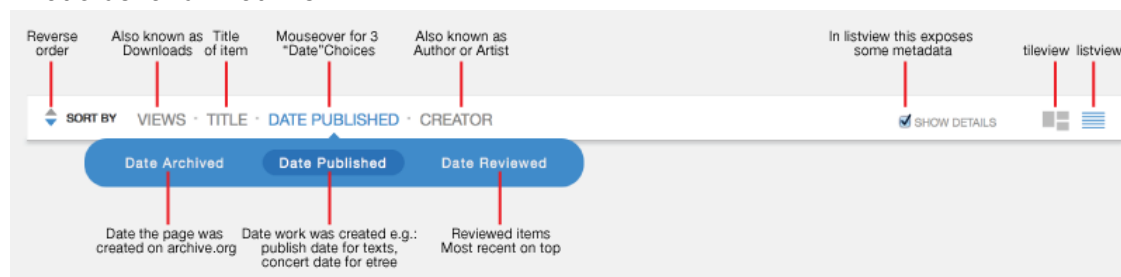 Reverse
order
Also known as
Downloads
Title
of item
Mouseover for 3
"Date"Choices
Also known as
Author or Artist
In listview this exposes
some metadata
tileview listview
SORT BY VIEWS · TITLE · DATE PUBLISHED · CREATOR
SHOW DETAILS
Date Archived Date Published Date Reviewed
Date the page was
created on archive.org
Date work was created e.g.:
publish date for texts,
concert date for etree
Reviewed items
Most recent on top